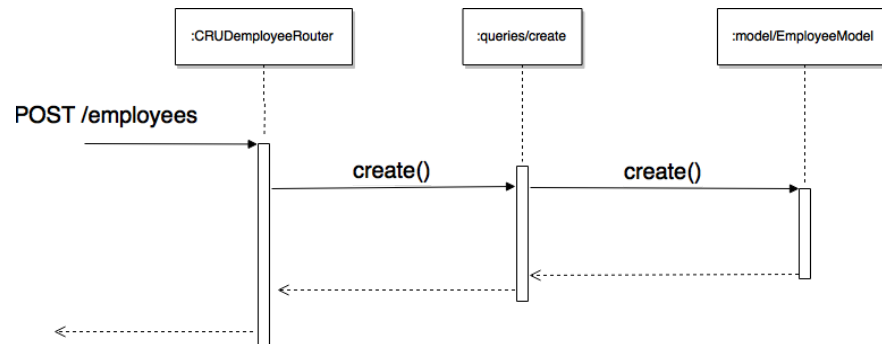 :CRUDemployeeRouter
:queries/create
:model/EmployeeModel
POST /employees
create()
create()